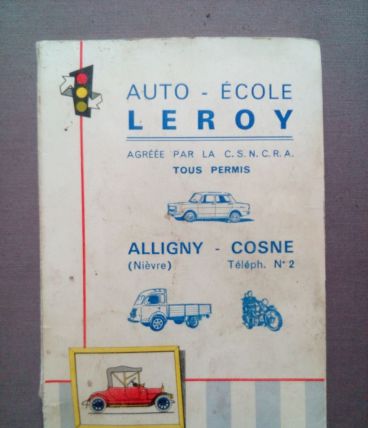 AUTO - ÉCOLE
LEROY
AGRÉÉE PAR LA C.S.N.C.R.A.
TOUS PERMIS
ALLIGNY - COSNE
(Nièvre) Téléph. N° 2